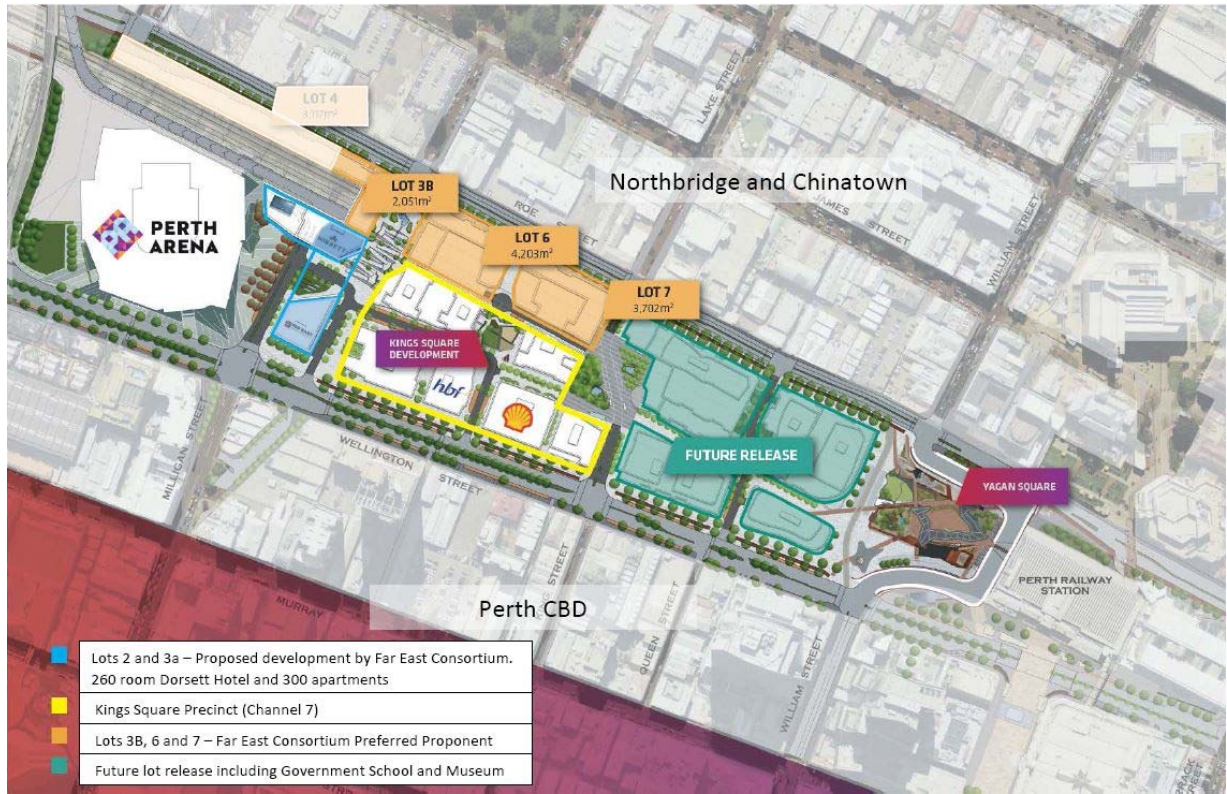 LOT 4
3,117m²
LOT 3B
2,051m²
LOT 6
4,203m²
LOT 7
3,702m²
Northbridge and Chinatown
LAKE STREET
ROE
STREET
JAMES STREET
WILLIAM STREET
PERTH
ARENA
KINGS SQUARE
DEVELOPMENT
hbf
FUTURE RELEASE
YAGAN SQUARE
PERTH RAILWAY
STATION
MILLIGAN STREET
WELLINGTON
STREET
MURRAY
STREET
QUEEN STREET
WILLIAM STREET
Perth CBD
Lots 2 and 3a – Proposed development by Far East Consortium.
260 room Dorsett Hotel and 300 apartments
Kings Square Precinct (Channel 7)
Lots 3B, 6 and 7 – Far East Consortium Preferred Proponent
Future lot release including Government School and Museum